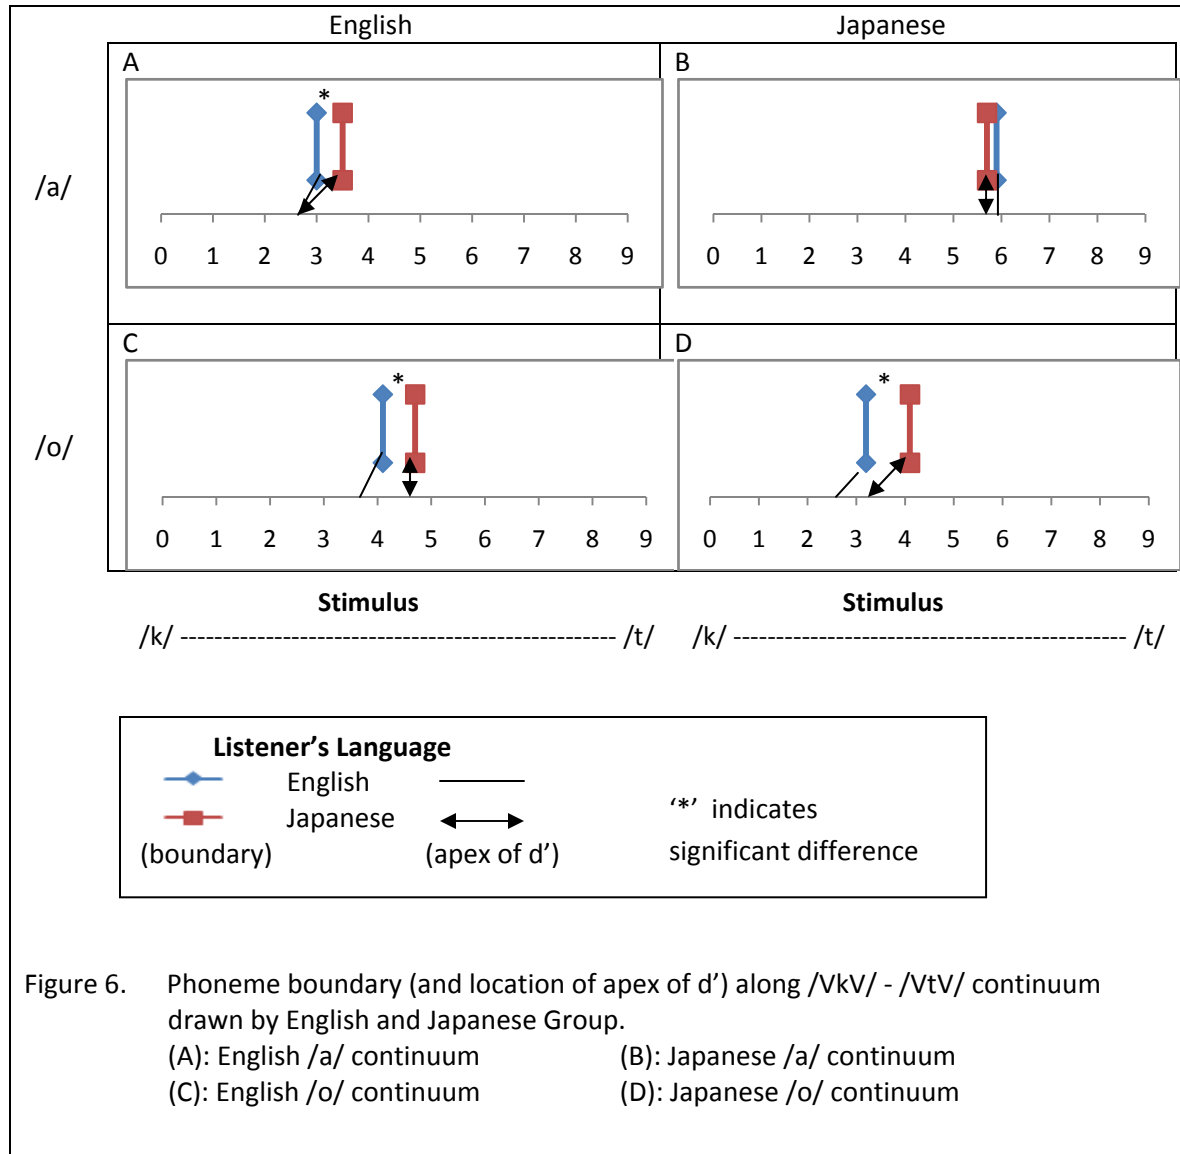 English Japanese
A B
*
/a/
0 1 2 3 4 5 6 7 8 9 0 1 2 3 4 5 6 7 8 9
C D
* *
/o/
0 1 2 3 4 5 6 7 8 9 0 1 2 3 4 5 6 7 8 9
Stimulus Stimulus
/k/ ------------------------------------------------- /t/ /k/ -------------------------------------------- /t/
Listener's Language
English
Japanese
(boundary) (apex of d')
'*' indicates
significant difference
Figure 6. Phoneme boundary (and location of apex of d') along /VkV/ - /VtV/ continuum
drawn by English and Japanese Group.
(A): English /a/ continuum (B): Japanese /a/ continuum
(C): English /o/ continuum (D): Japanese /o/ continuum